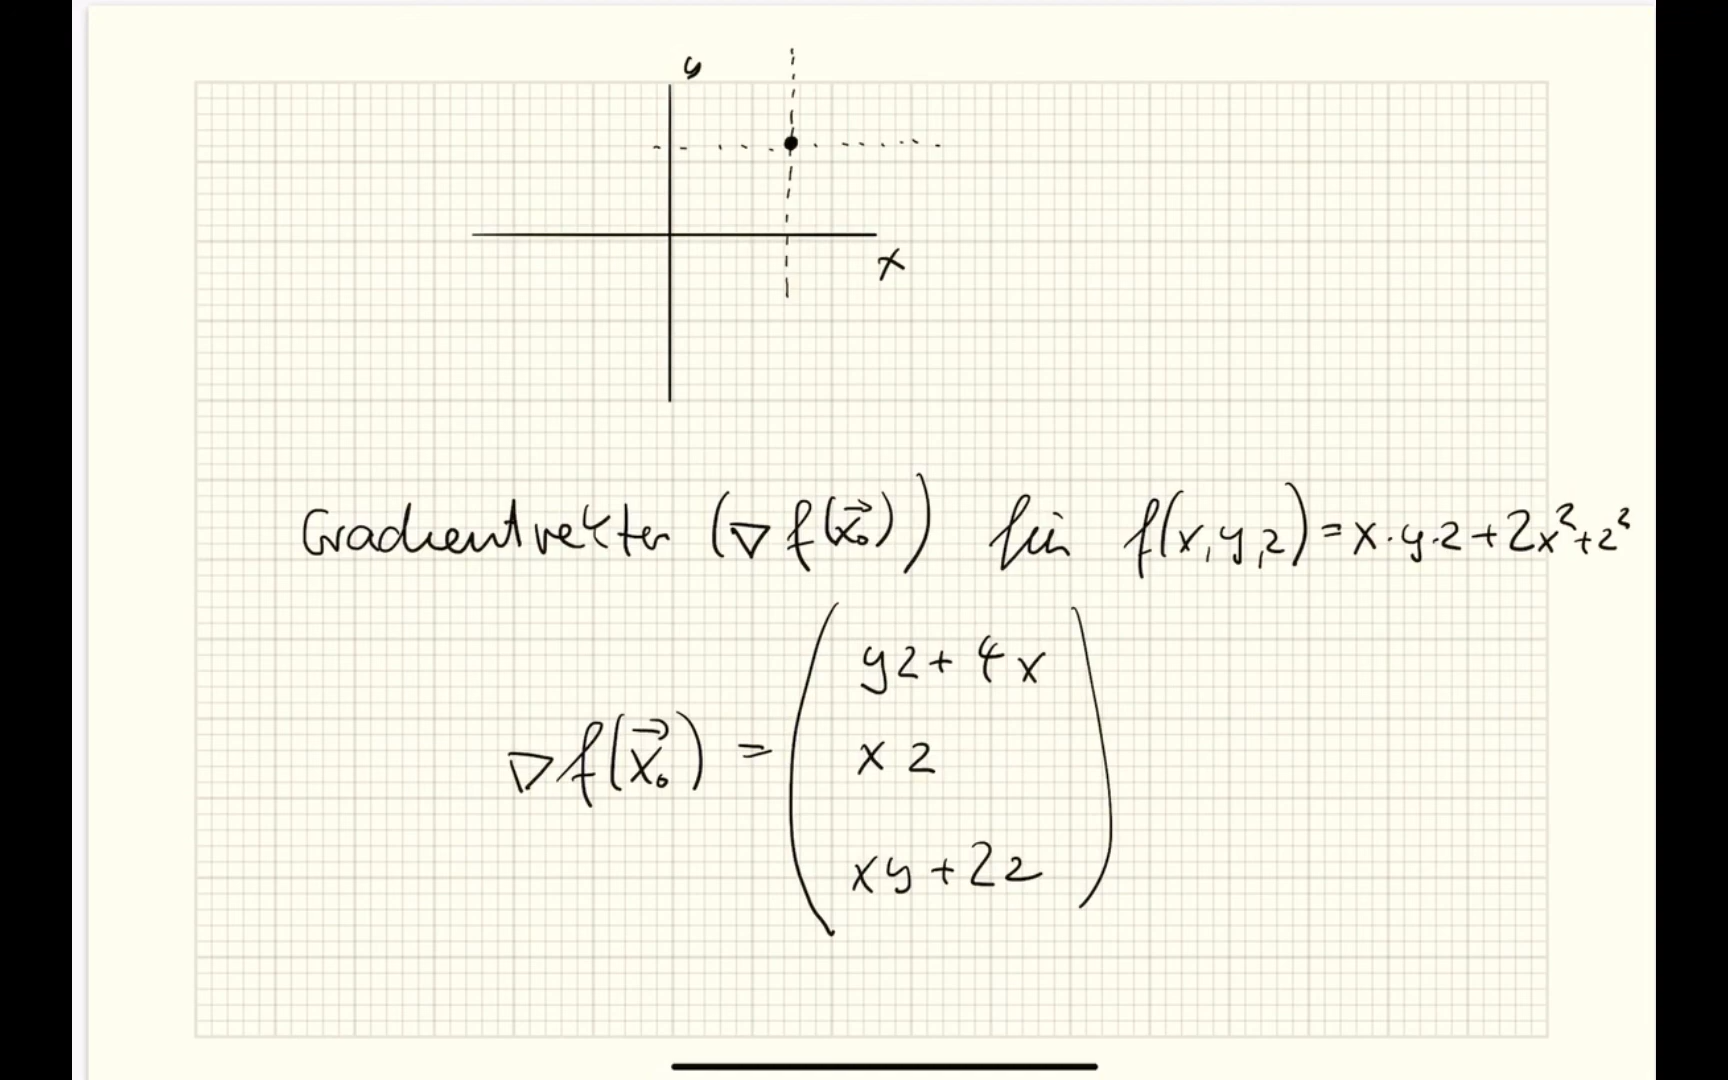 y
x
Gradientvektor (∇f(x⃗₀)) für f(x,y,z)=x·y·z+2x²+z²
yz+4x
∇f(x⃗₀) = xz
xy+2z